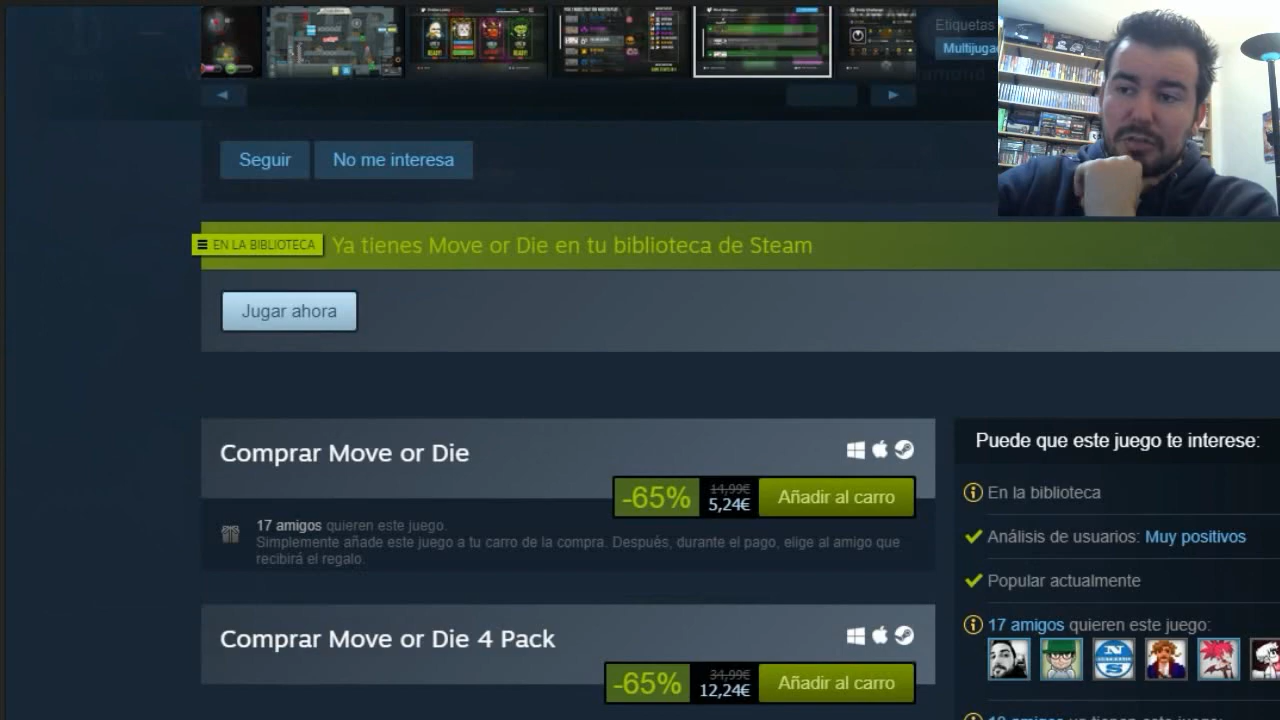 Etiquetas
Multijuga
Seguir
No me interesa
EN LA BIBLIOTECA
Ya tienes Move or Die en tu biblioteca de Steam
Jugar ahora
Comprar Move or Die
-65%
14,99€
5,24€
Añadir al carro
17 amigos quieren este juego.
Simplemente añade este juego a tu carro de la compra. Después, durante el pago, elige al amigo que
recibirá el regalo.
Comprar Move or Die 4 Pack
-65%
34,99€
12,24€
Añadir al carro
Puede que este juego te interese:
En la biblioteca
Análisis de usuarios: Muy positivos
Popular actualmente
17 amigos quieren este juego: